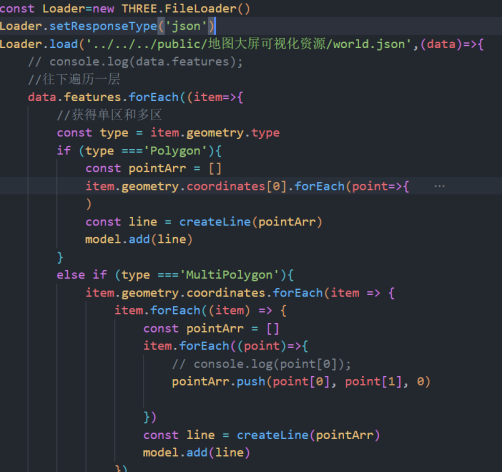 const Loader=new THREE.FileLoader()
Loader.setResponseType('json')
Loader.load('../../../public/地图大屏可视化资源/world.json',(data)=>{
// console.log(data.features);
//往下遍历一层
data.features.forEach((item=>{
//获得单区和多区
const type = item.geometry.type
if (type ==='Polygon'){
const pointArr = []
item.geometry.coordinates[0].forEach(point=>{ ⋯
)
const line = createLine(pointArr)
model.add(line)
}
else if (type ==='MultiPolygon'){
item.geometry.coordinates.forEach(item => {
item.forEach((item) => {
const pointArr = []
item.forEach((point)=>{
// console.log(point[0]);
pointArr.push(point[0], point[1], 0)
})
const line = createLine(pointArr)
model.add(line)
})